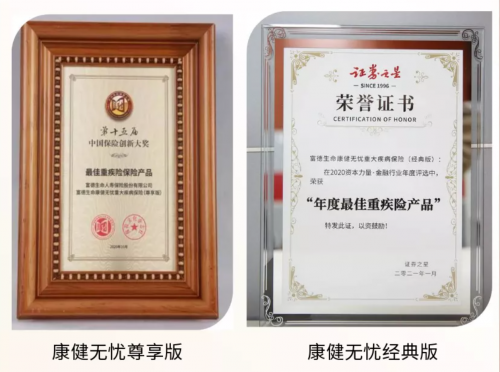 第十五届
中国保险创新大奖
最佳重疾险保险产品
富德生命人寿保险股份有限公司
富德生命康健无忧重大疾病保险(尊享版)
康健无忧尊享版
证券之星
SINCE 1996
荣誉证书
CERTIFICATION OF HONOR
富德生命康健无忧重大疾病保险(经典版):
在2020资本力量·金融行业年度评选中,
荣获
“年度最佳重疾险产品”
特发此证,以资鼓励!
证券之星
二零二一年一月
康健无忧经典版